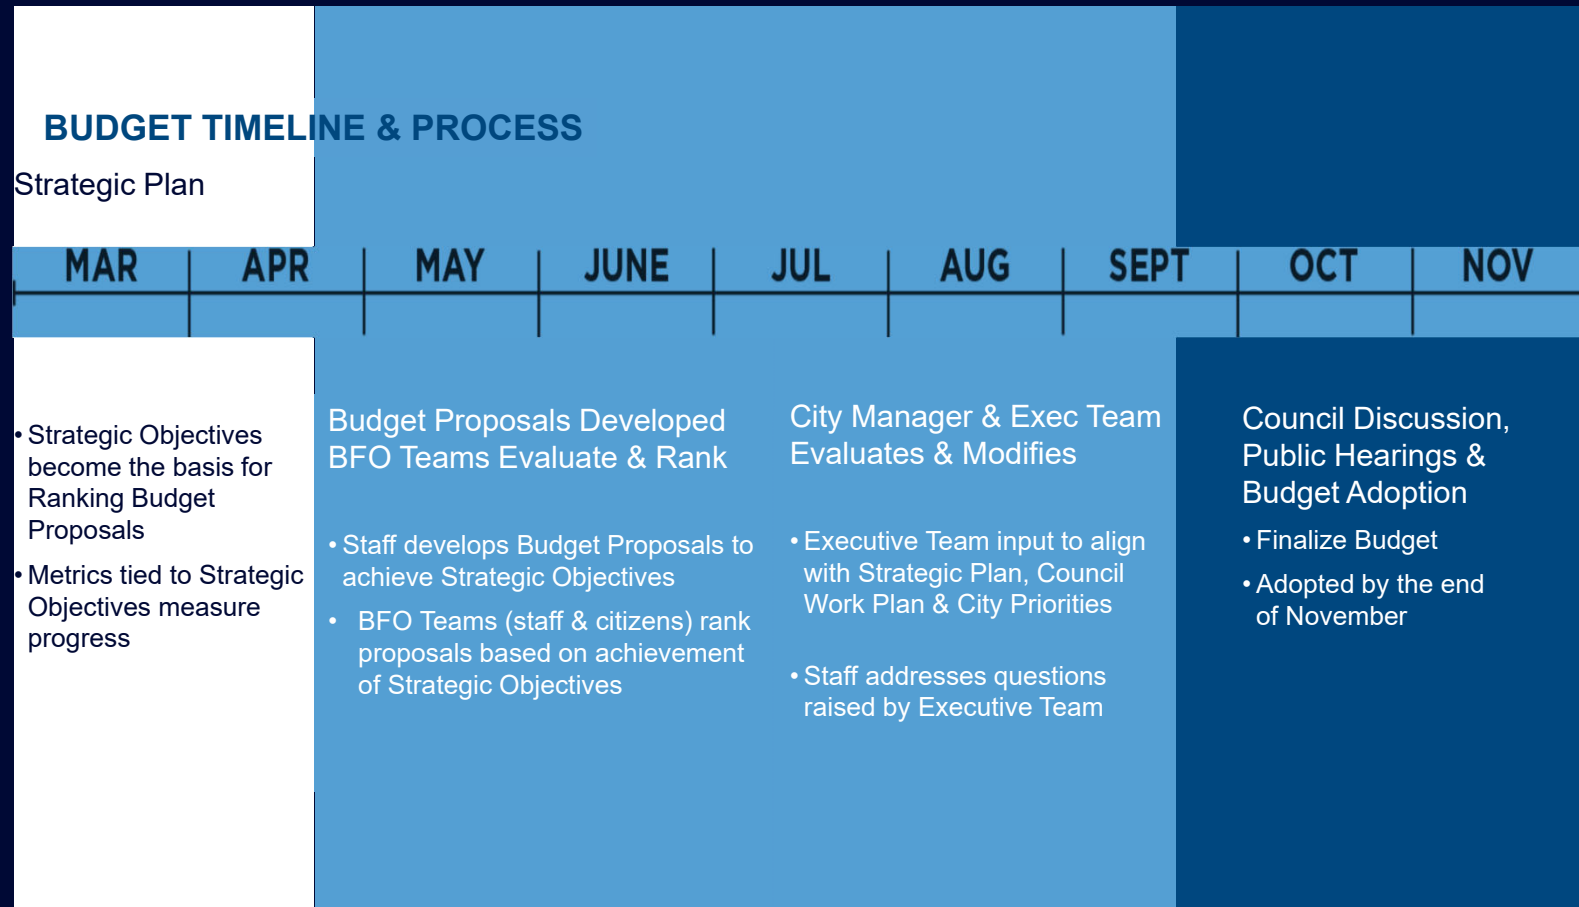 BUDGET TIMELINE & PROCESS
Strategic Plan
MAR APR MAY JUNE JUL AUG SEPT OCT NOV
• Strategic Objectives
become the basis for
Ranking Budget
Proposals
• Metrics tied to Strategic
Objectives measure
progress
Budget Proposals Developed
BFO Teams Evaluate & Rank
• Staff develops Budget Proposals to
achieve Strategic Objectives
• BFO Teams (staff & citizens) rank
proposals based on achievement
of Strategic Objectives
City Manager & Exec Team
Evaluates & Modifies
• Executive Team input to align
with Strategic Plan, Council
Work Plan & City Priorities
• Staff addresses questions
raised by Executive Team
Council Discussion,
Public Hearings &
Budget Adoption
• Finalize Budget
• Adopted by the end
of November